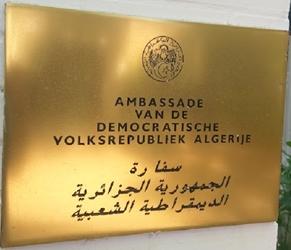 AMBASSADE
VAN DE
DEMOCRATISCHE
VOLKSREPUBLIEK ALGERIJE
سفارة
الجمهورية الجزائرية
الديمقراطية الشعبية